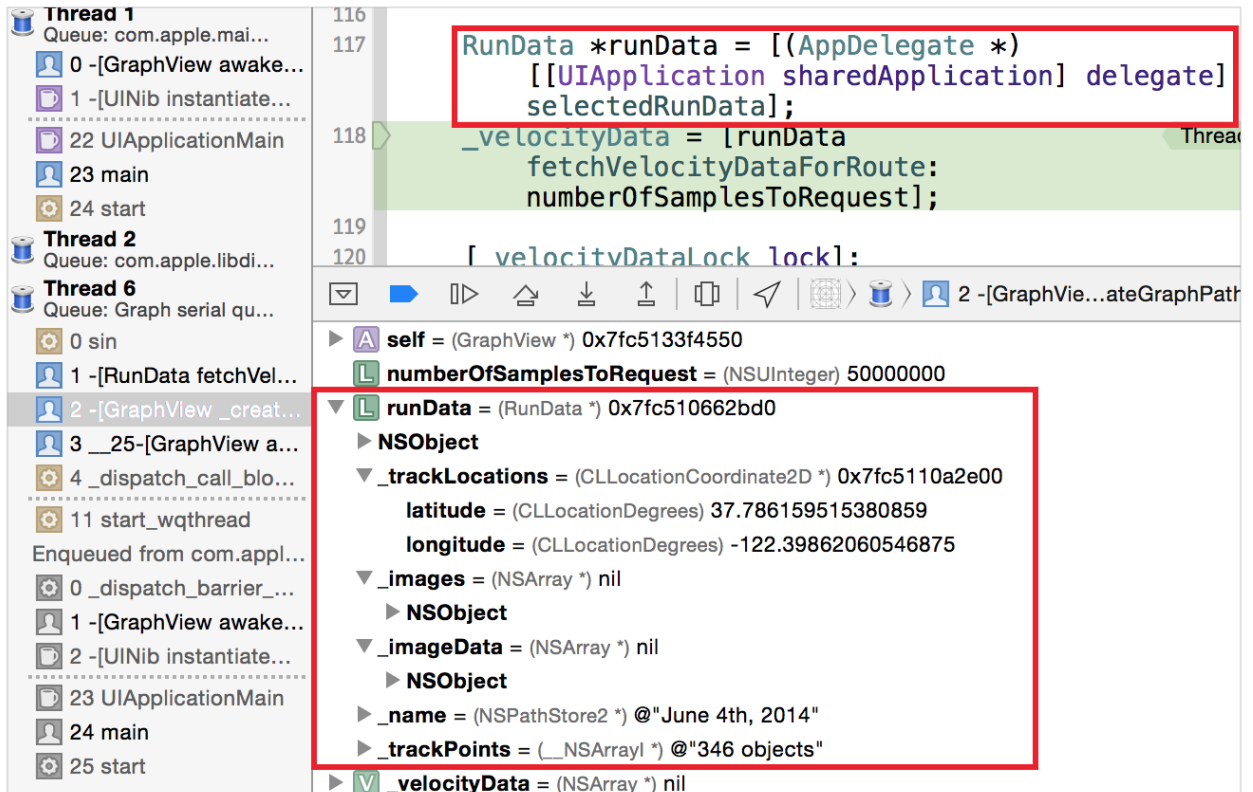 Thread 1
Queue: com.apple.mai...
0 -[GraphView awake...
1 -[UINib instantiate...
22 UIApplicationMain
23 main
24 start
Thread 2
Queue: com.apple.libdi...
Thread 6
Queue: Graph serial qu...
0 sin
1 -[RunData fetchVel...
2 -[GraphView _creat...
3 __25-[GraphView a...
4 _dispatch_call_blo...
11 start_wqthread
Enqueued from com.appl...
0 _dispatch_barrier_...
1 -[GraphView awake...
2 -[UINib instantiate...
23 UIApplicationMain
24 main
25 start
116
117 RunData *runData = [(AppDelegate *)
[[UIApplication sharedApplication] delegate]
selectedRunData];
118 _velocityData = [runData Thread
fetchVelocityDataForRoute:
numberOfSamplesToRequest];
119
120 [_velocityDataLock lock];
2 -[GraphVie...ateGraphPath
A self = (GraphView *) 0x7fc5133f4550
L numberOfSamplesToRequest = (NSUInteger) 50000000
L runData = (RunData *) 0x7fc510662bd0
NSObject
_trackLocations = (CLLocationCoordinate2D *) 0x7fc5110a2e00
latitude = (CLLocationDegrees) 37.786159515380859
longitude = (CLLocationDegrees) -122.39862060546875
_images = (NSArray *) nil
NSObject
_imageData = (NSArray *) nil
NSObject
_name = (NSPathStore2 *) @"June 4th, 2014"
_trackPoints = (__NSArrayI *) @"346 objects"
V _velocityData = (NSArray *) nil